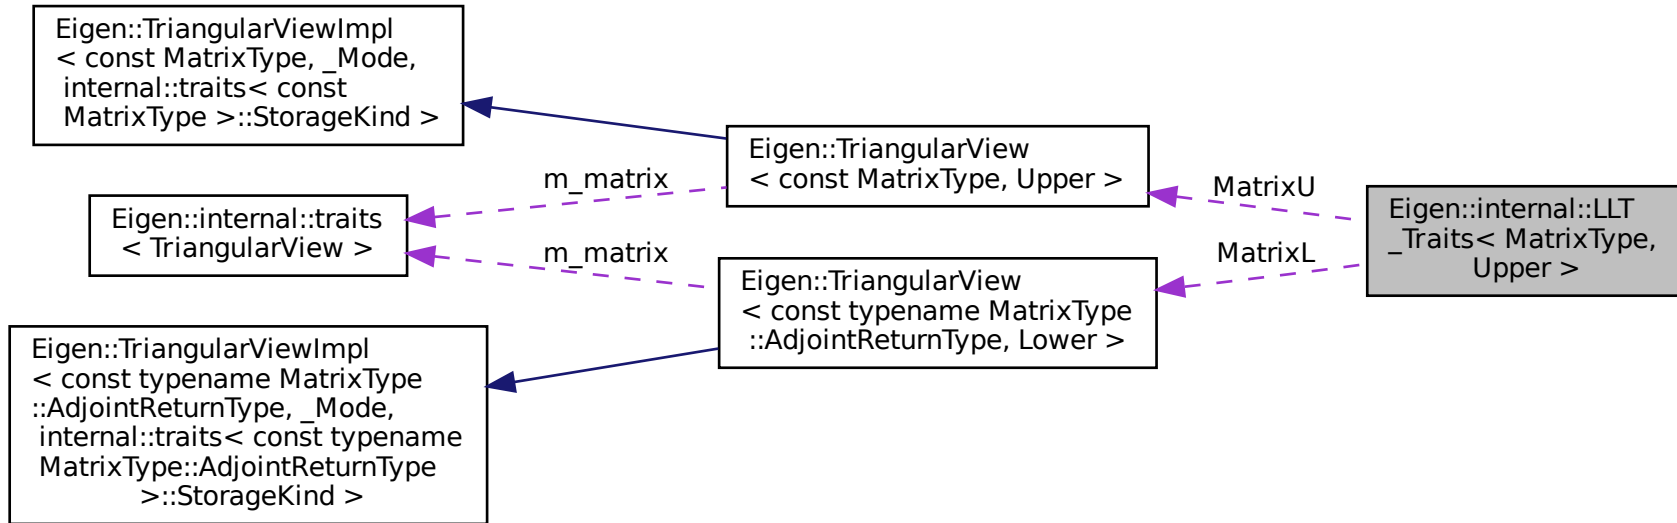 Eigen::TriangularViewImpl
< const MatrixType, _Mode,
internal::traits< const
MatrixType >::StorageKind >
Eigen::internal::traits
< TriangularView >
Eigen::TriangularViewImpl
< const typename MatrixType
::AdjointReturnType, _Mode,
internal::traits< const typename
MatrixType::AdjointReturnType
>::StorageKind >
m_matrix
m_matrix
Eigen::TriangularView
< const MatrixType, Upper >
Eigen::TriangularView
< const typename MatrixType
::AdjointReturnType, Lower >
MatrixU
MatrixL
Eigen::internal::LLT
_Traits< MatrixType,
Upper >